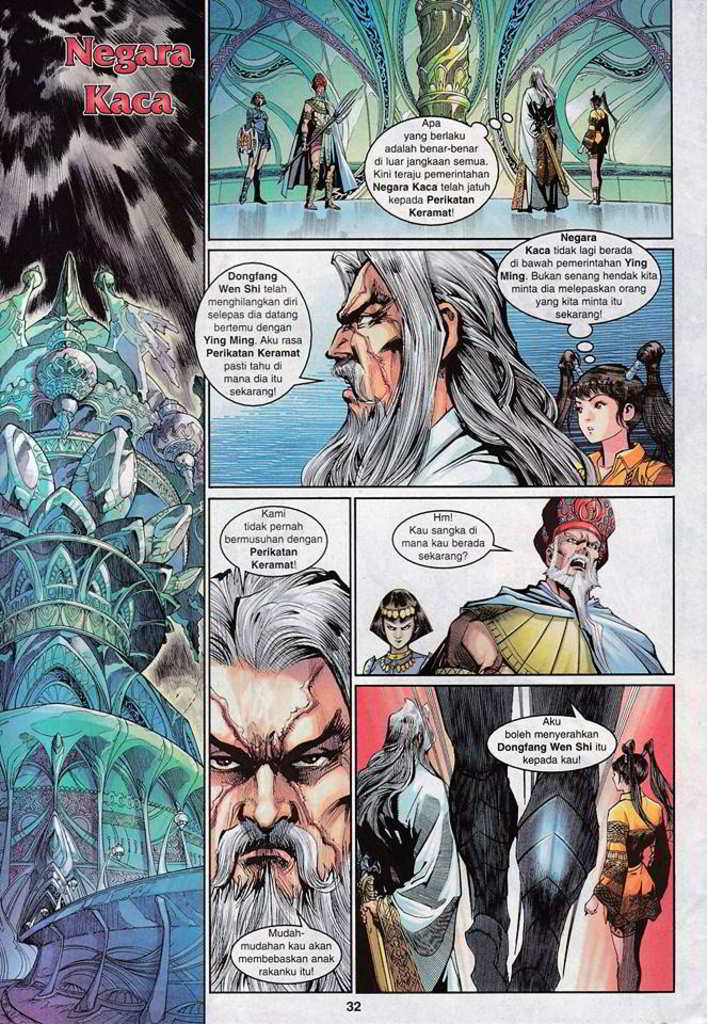 Negara
Kaca
Apa
yang berlaku
adalah benar-benar
di luar jangkaan semua.
Kini teraju pemerintahan
Negara Kaca telah jatuh
kepada Perikatan
Keramat!
Dongfang
Wen Shi telah
menghilangkan diri
selepas dia datang
bertemu dengan
Ying Ming. Aku rasa
Perikatan Keramat
pasti tahu di
mana dia itu
sekarang!
Negara
Kaca tidak lagi berada
di bawah pemerintahan Ying
Ming. Bukan senang hendak kita
minta dia melepaskan orang
yang kita minta itu
sekarang!
Kami
tidak pernah
bermusuhan dengan
Perikatan
Keramat!
Mudah-
mudahan kau akan
membebaskan anak
rakanku itu!
Hm!
Kau sangka di
mana kau berada
sekarang?
Aku
boleh menyerahkan
Dongfang Wen Shi itu
kepada kau!
32